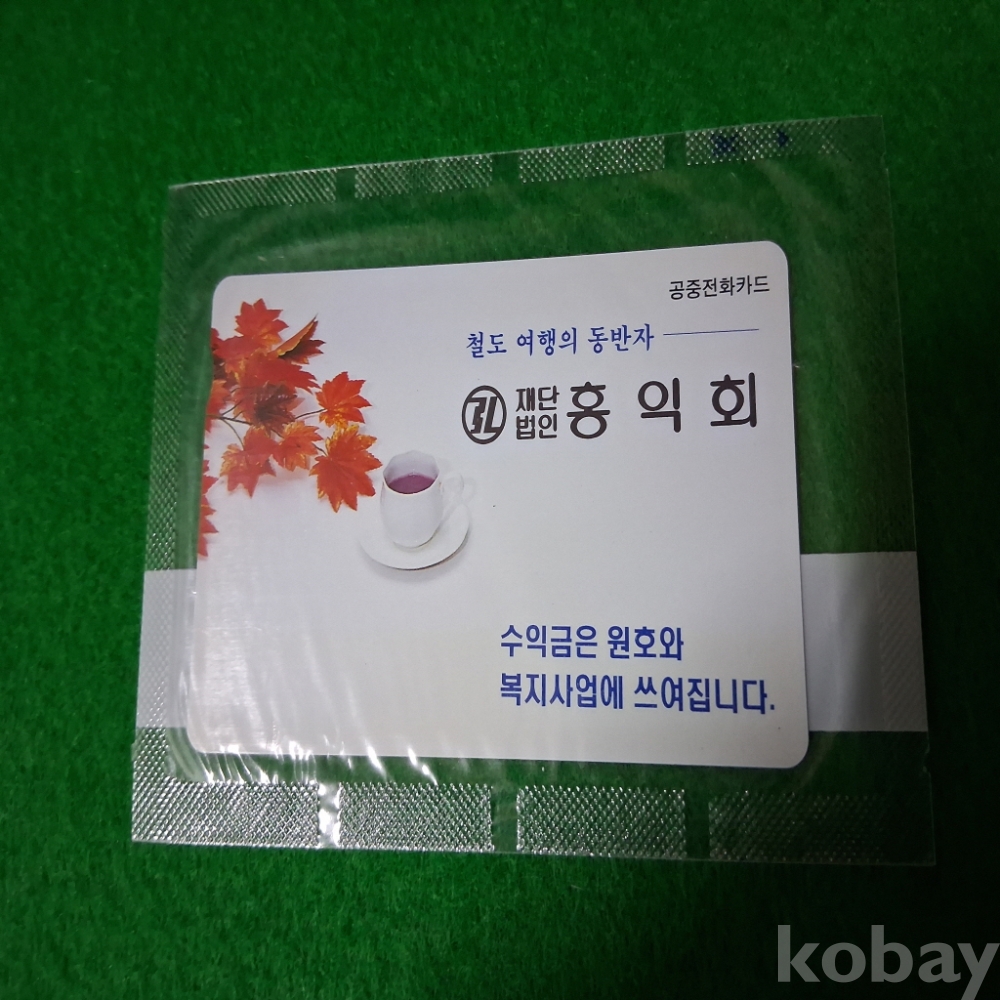 공중전화카드
철도 여행의 동반자
재단법인 홍익회
수익금은 원호와
복지사업에 쓰여집니다.
kobay